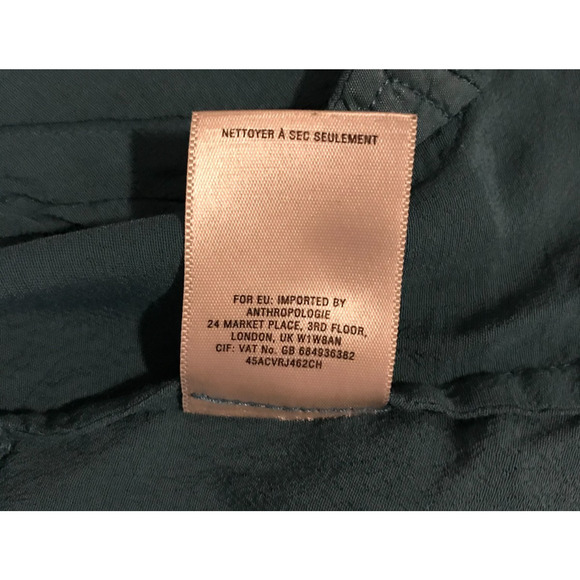 NETTOYER À SEC SEULEMENT
FOR EU: IMPORTED BY
ANTHROPOLOGIE
24 MARKET PLACE, 3RD FLOOR,
LONDON, UK W1W8AN
CIF: VAT No. GB 684936382
45ACVRJ462CH